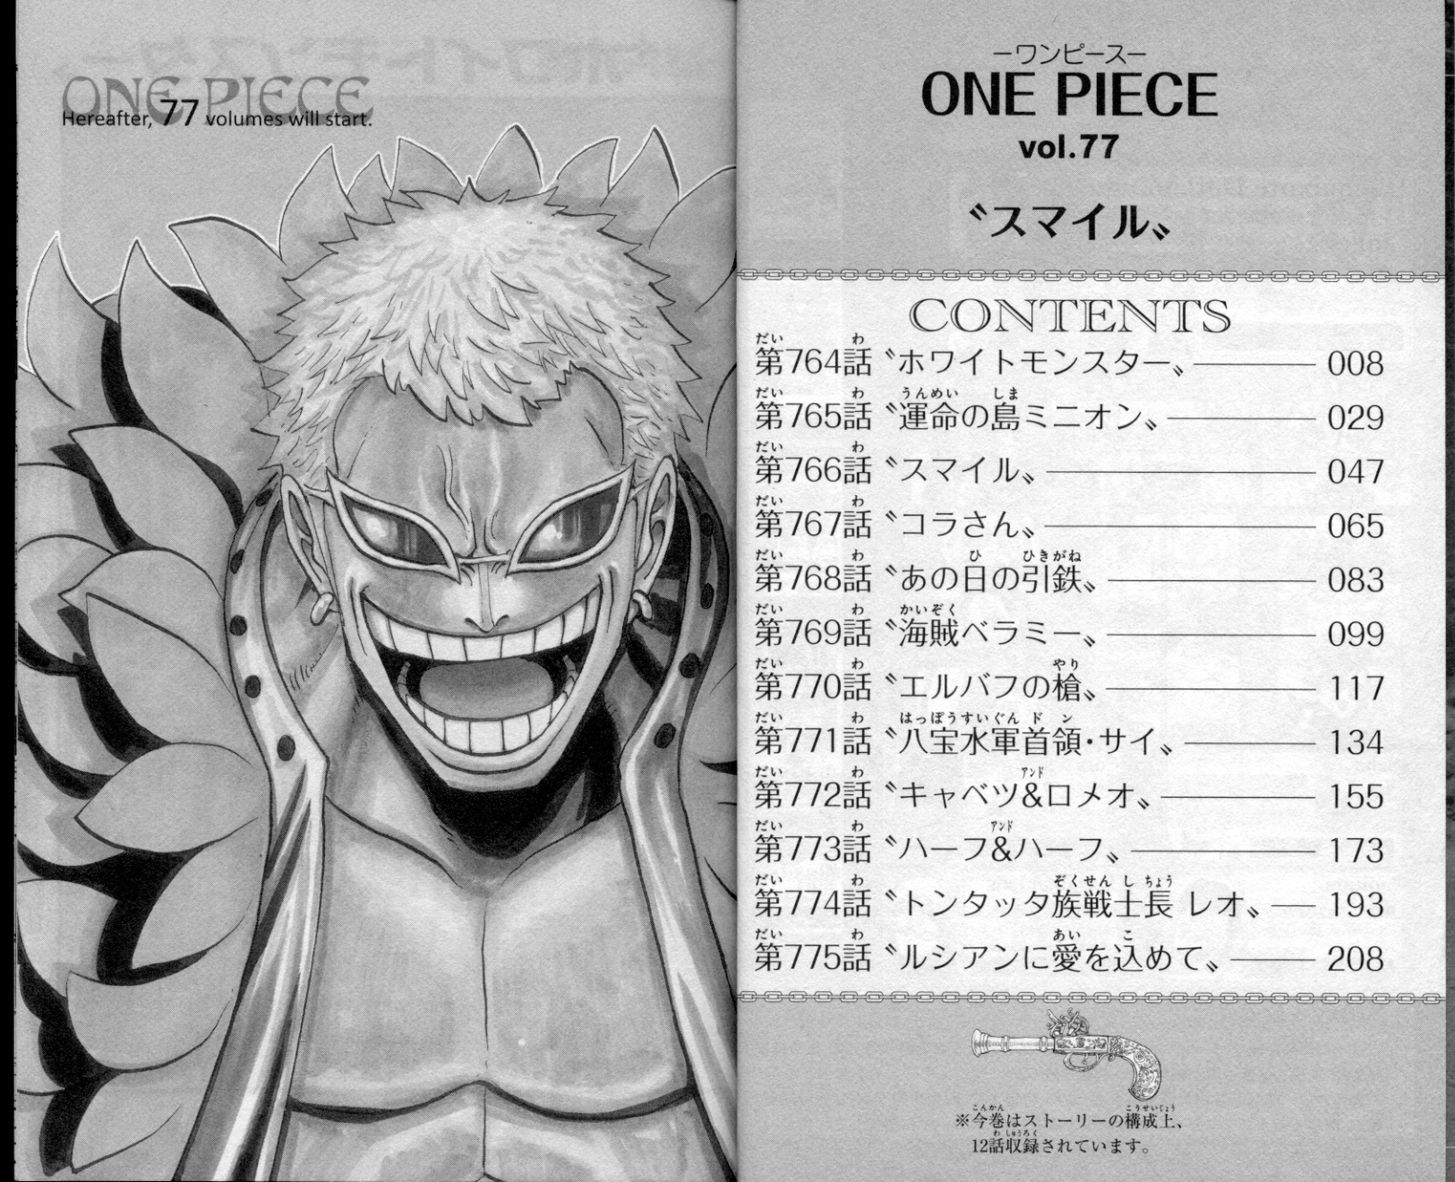 ONE PIECE
Hereafter, 77 volumes will start.
ーワンピースー
ONE PIECE
vol.77
〝スマイル〟
CONTENTS
第764話〝ホワイトモンスター〟 008
第765話〝運命の島ミニオン〟 029
第766話〝スマイル〟 047
第767話〝コラさん〟 065
第768話〝あの日の引鉄〟 083
第769話〝海賊ベラミー〟 099
第770話〝エルバフの槍〟 117
第771話〝八宝水軍首領・サイ〟 134
第772話〝キャベツ&ロメオ〟 155
第773話〝ハーフ&ハーフ〟 173
第774話〝トンタッタ族戦士長 レオ〟 193
第775話〝ルシアンに愛を込めて〟 208
※今巻はストーリーの構成上、
12話収録されています。